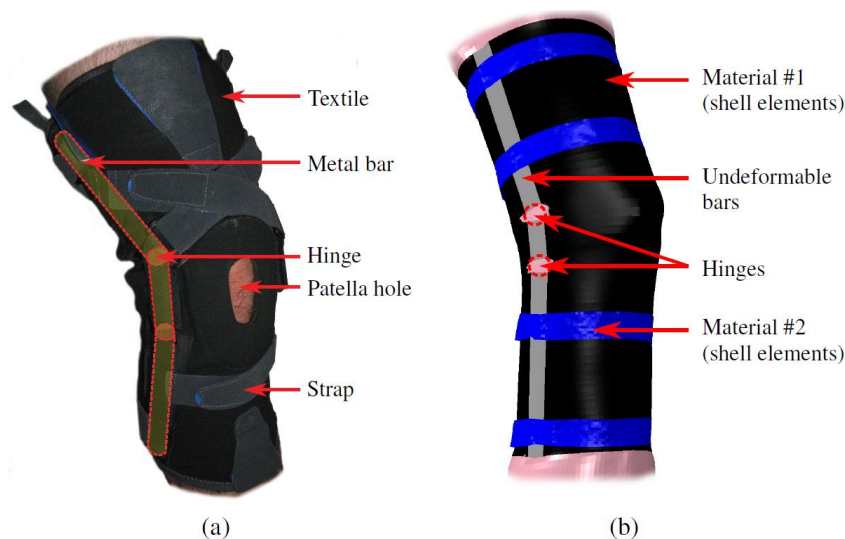 Textile
Metal bar
Hinge
Patella hole
Strap
(a)
Material #1
(shell elements)
Undeformable
bars
Hinges
Material #2
(shell elements)
(b)